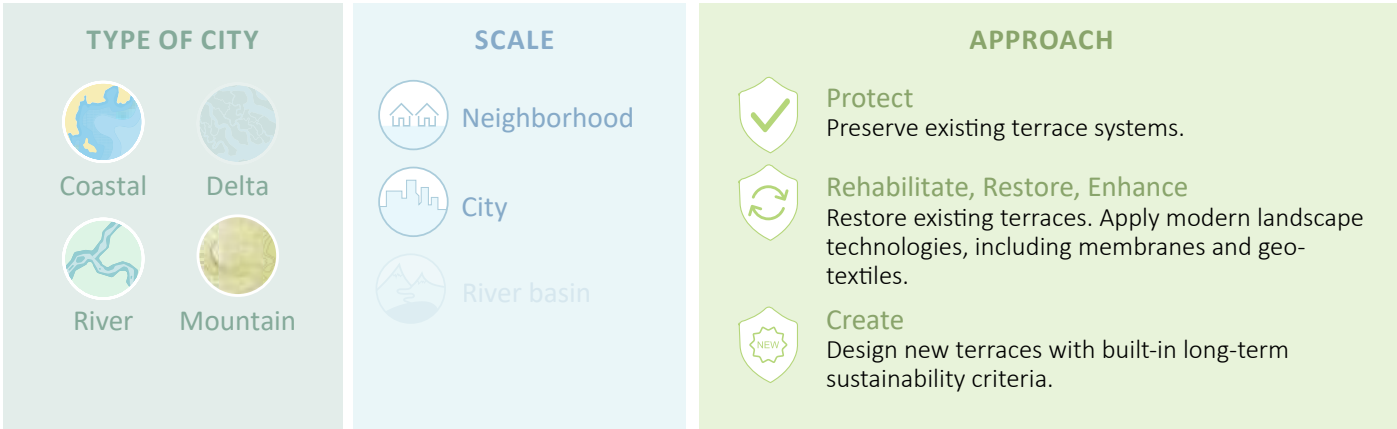 TYPE OF CITY
Coastal
Delta
River
Mountain
SCALE
Neighborhood
City
River basin
APPROACH
Protect
Preserve existing terrace systems.
Rehabilitate, Restore, Enhance
Restore existing terraces. Apply modern landscape
technologies, including membranes and geo-
textiles.
NEW
Create
Design new terraces with built-in long-term
sustainability criteria.